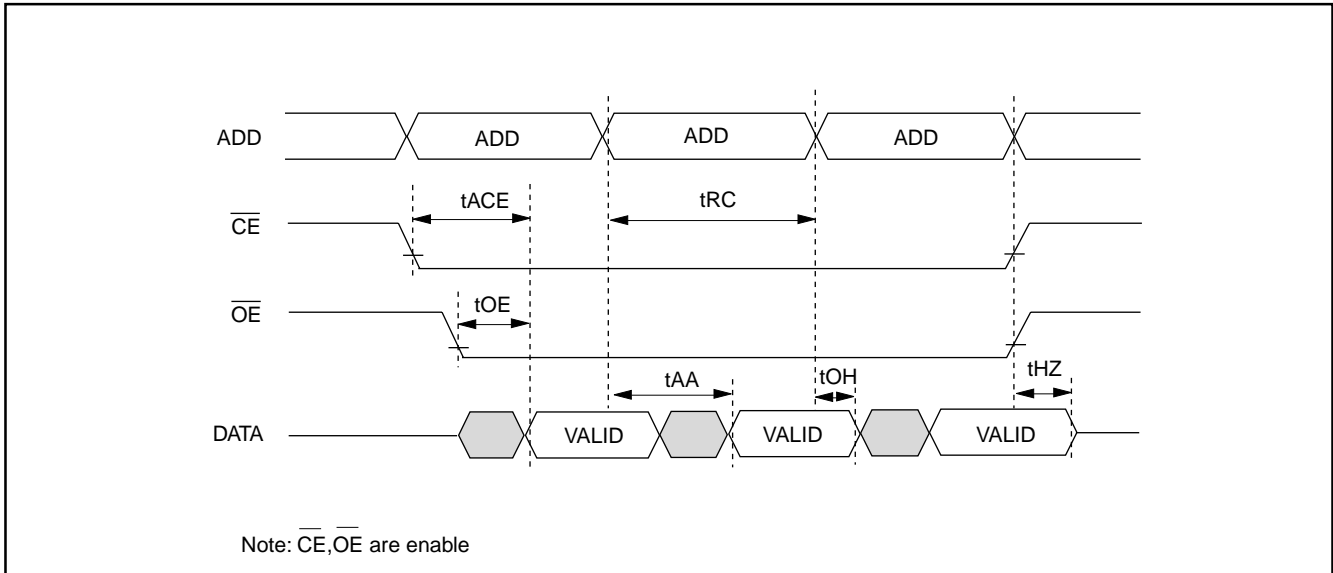 ADD ADD ADD ADD
tACE tRC
CE
tOE
OE
tAA tOH tHZ
DATA VALID VALID VALID
Note: CE,OE are enable